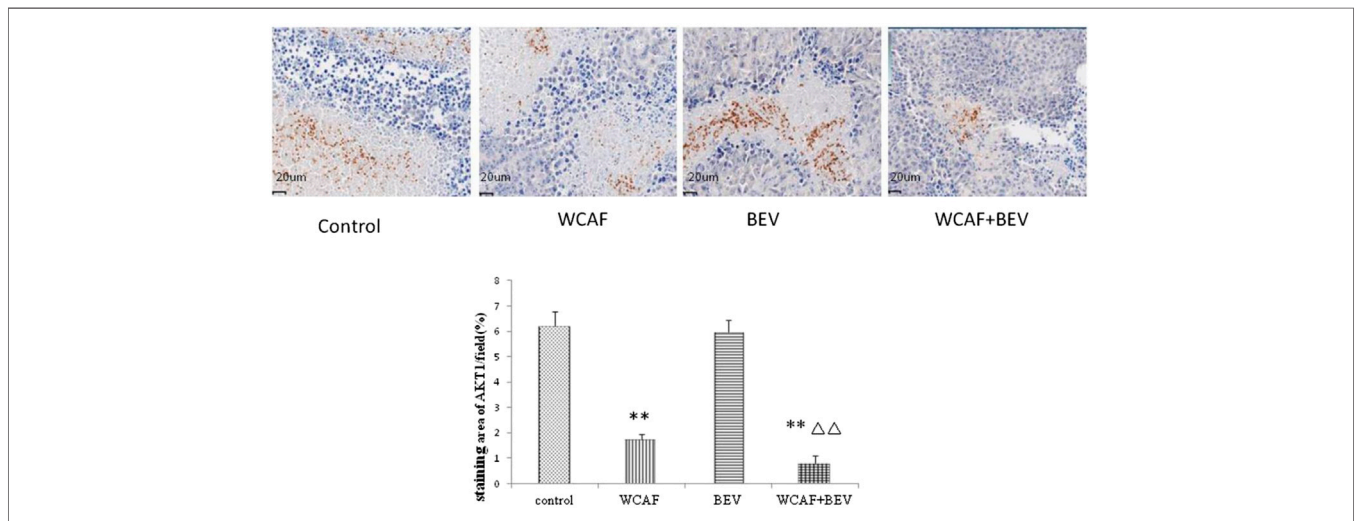 20um 20um 20um 20um
Control WCAF BEV WCAF+BEV
staining area of AKT1/field(%)
8
7
6
5
4
3
2
1
0
**
** △△
control WCAF BEV WCAF+BEV